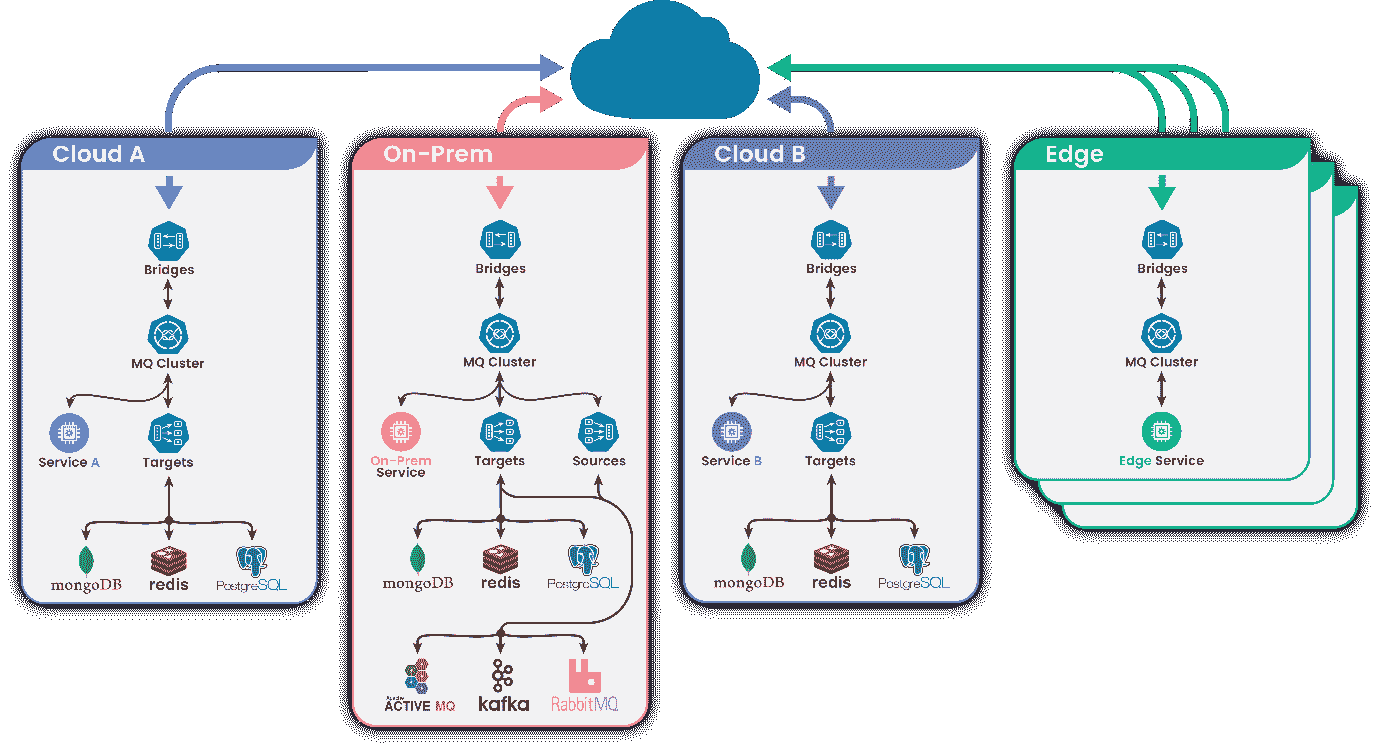 Cloud A
Bridges
MQ Cluster
Service A
Targets
mongoDB
redis
PostgreSQL
On-Prem
Bridges
MQ Cluster
On-Prem
Service
Targets
Sources
mongoDB
redis
PostgreSQL
Apache
ACTIVE MQ
kafka
RabbitMQ
Cloud B
Bridges
MQ Cluster
Service B
Targets
mongoDB
redis
PostgreSQL
Edge
Bridges
MQ Cluster
Edge Service